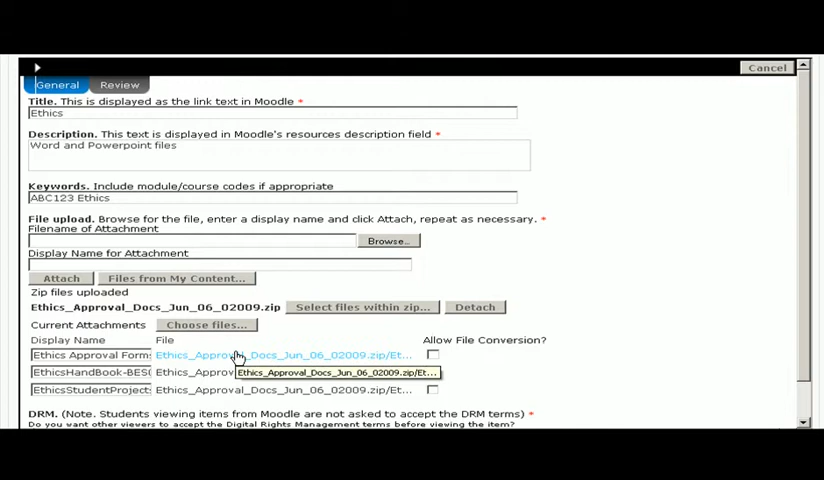 Cancel
General Review
Title. This is displayed as the link text in Moodle *
Ethics
Description. This text is displayed in Moodle's resources description field *
Word and Powerpoint files
Keywords. Include module/course codes if appropriate
ABC123 Ethics
File upload. Browse for the file, enter a display name and click Attach, repeat as necessary. *
Filename of Attachment
Browse...
Display Name for Attachment
Attach Files from My Content...
Zip files uploaded
Ethics_Approval_Docs_Jun_06_02009.zip Select files within zip... Detach
Current Attachments Choose files...
Display Name File Allow File Conversion?
Ethics Approval Forms Ethics_Approval_Docs_Jun_06_02009.zip/Et...
EthicsHandBook-BES Ethics_Approv Ethics_Approval_Docs_Jun_06_02009.zip/Et...
EthicsStudentProjects Ethics_Approval_Docs_Jun_06_02009.zip/Et...
DRM. (Note. Students viewing items from Moodle are not asked to accept the DRM terms) *
Do you want other viewers to accept the Digital Rights Management terms before viewing the item?